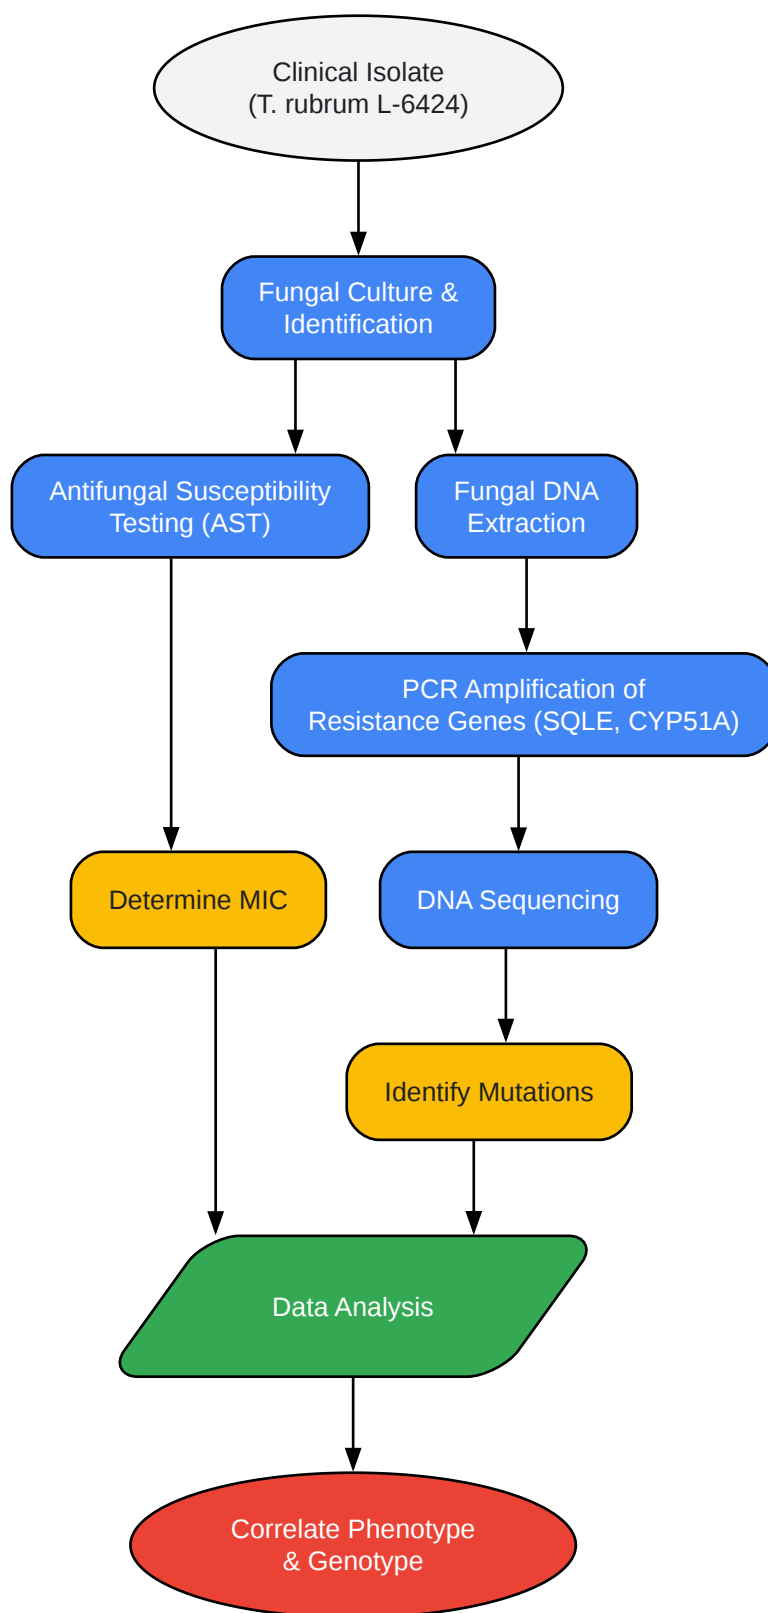 Clinical Isolate
(T. rubrum L-6424)
Fungal Culture &
Identification
Antifungal Susceptibility
Testing (AST)
Fungal DNA
Extraction
PCR Amplification of
Resistance Genes (SQLE, CYP51A)
Determine MIC
DNA Sequencing
Identify Mutations
Data Analysis
Correlate Phenotype
& Genotype